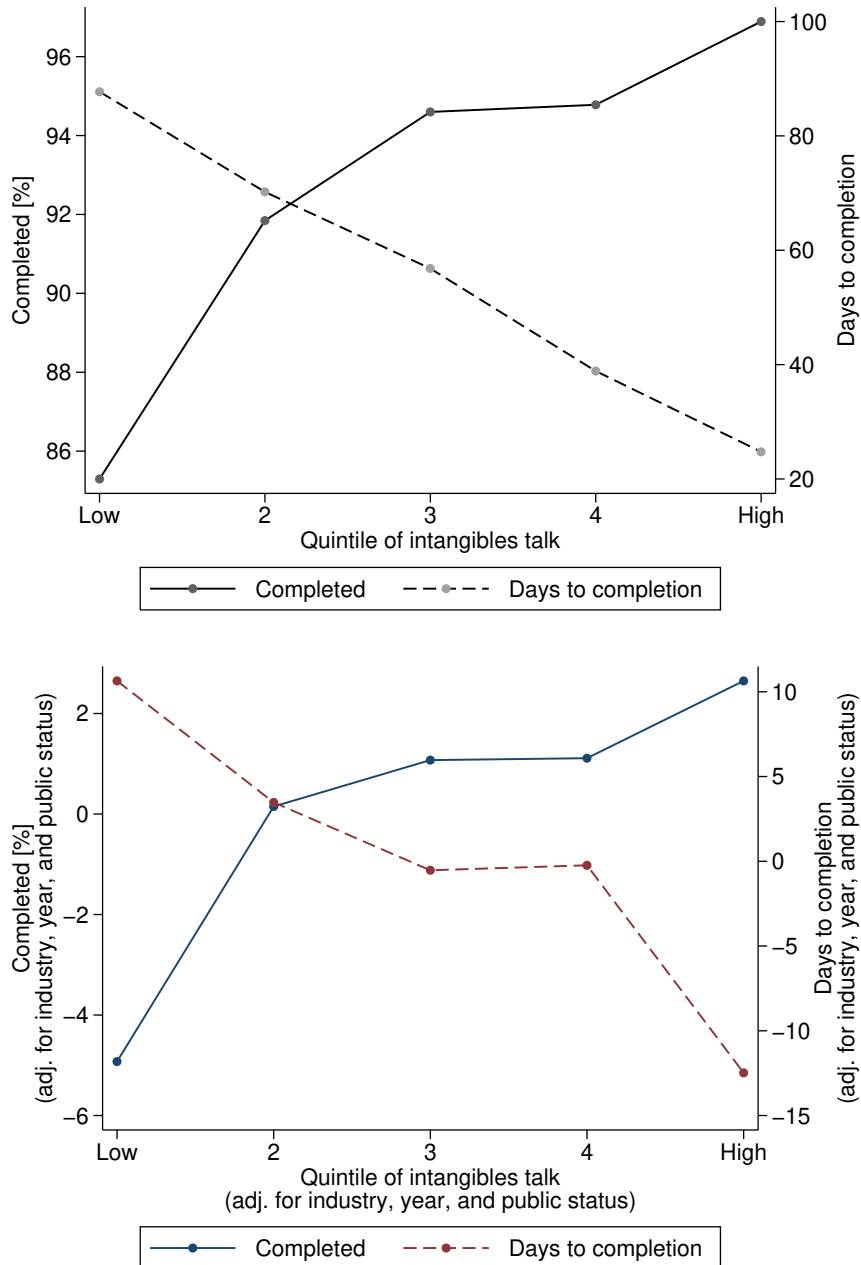 96
94
92
90
88
86
Completed [%]
100
80
60
40
20
Days to completion
Low 2 3 4 High
Quintile of intangibles talk
Completed Days to completion
2
0
−2
−4
−6
Completed [%]
(adj. for industry, year, and public status)
10
5
0
−5
−10
−15
Days to completion
(adj. for industry, year, and public status)
Low 2 3 4 High
Quintile of intangibles talk
(adj. for industry, year, and public status)
Completed Days to completion